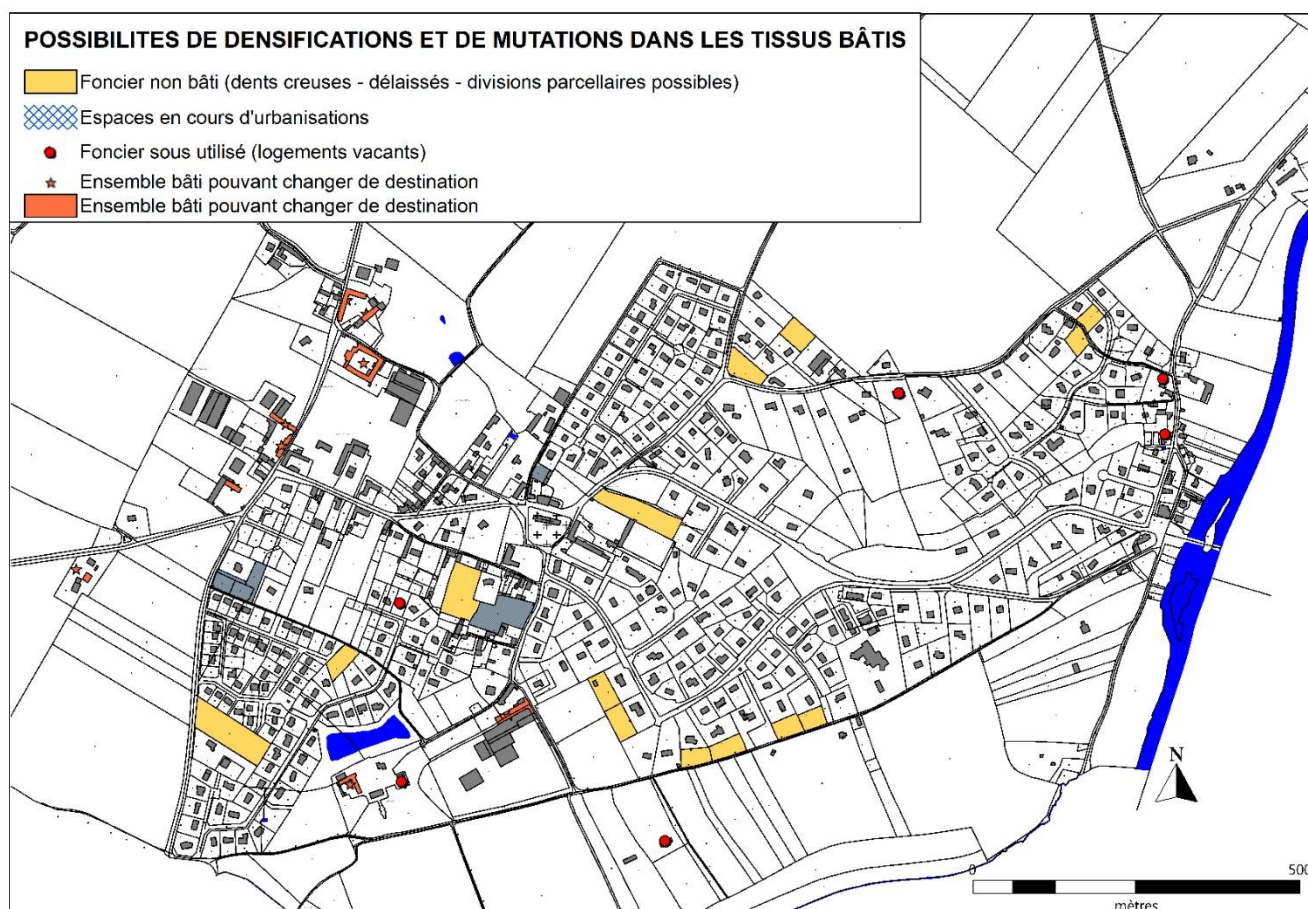 POSSIBILITES DE DENSIFICATIONS ET DE MUTATIONS DANS LES TISSUS BÂTIS
Foncier non bâti (dents creuses - délaissés - divisions parcellaires possibles)
Espaces en cours d'urbanisations
Foncier sous utilisé (logements vacants)
Ensemble bâti pouvant changer de destination
Ensemble bâti pouvant changer de destination
N
0 500
mètres